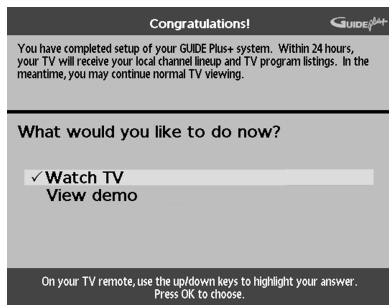 Congratulations!
GUIDE Plus+
You have completed setup of your GUIDE Plus+ system. Within 24 hours,
your TV will receive your local channel lineup and TV program listings. In the
meantime, you may continue normal TV viewing.
What would you like to do now?
✓ Watch TV
View demo
On your TV remote, use the up/down keys to highlight your answer.
Press OK to choose.